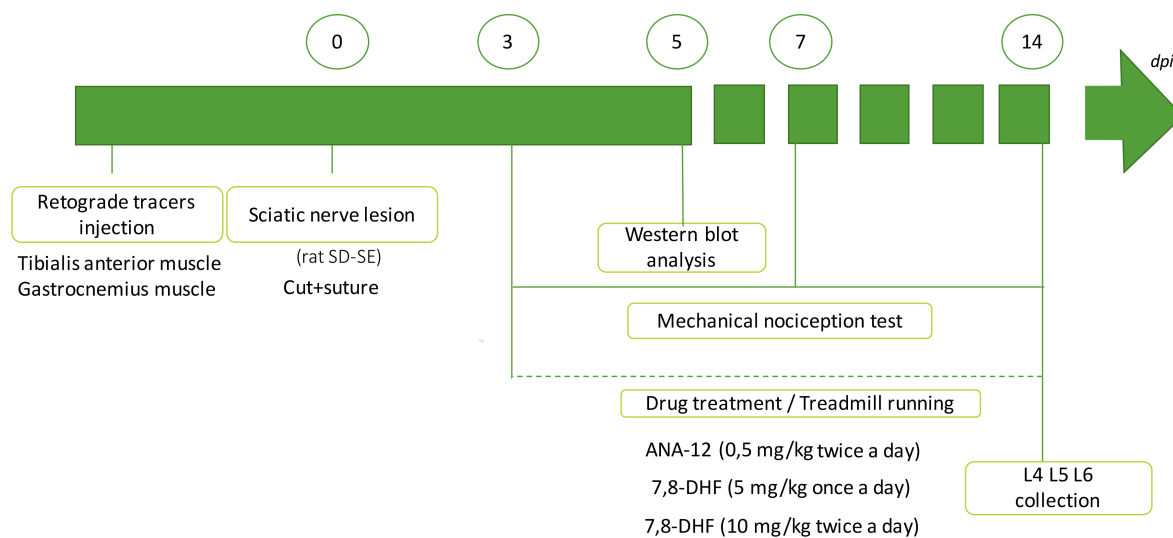 0
3
5
7
14
dpi
Retograde tracers
injection
Tibialis anterior muscle
Gastrocnemius muscle
Sciatic nerve lesion
(rat SD-SE)
Cut+suture
Western blot
analysis
Mechanical nociception test
Drug treatment / Treadmill running
ANA-12 (0,5 mg/kg twice a day)
7,8-DHF (5 mg/kg once a day)
7,8-DHF (10 mg/kg twice a day)
L4 L5 L6
collection